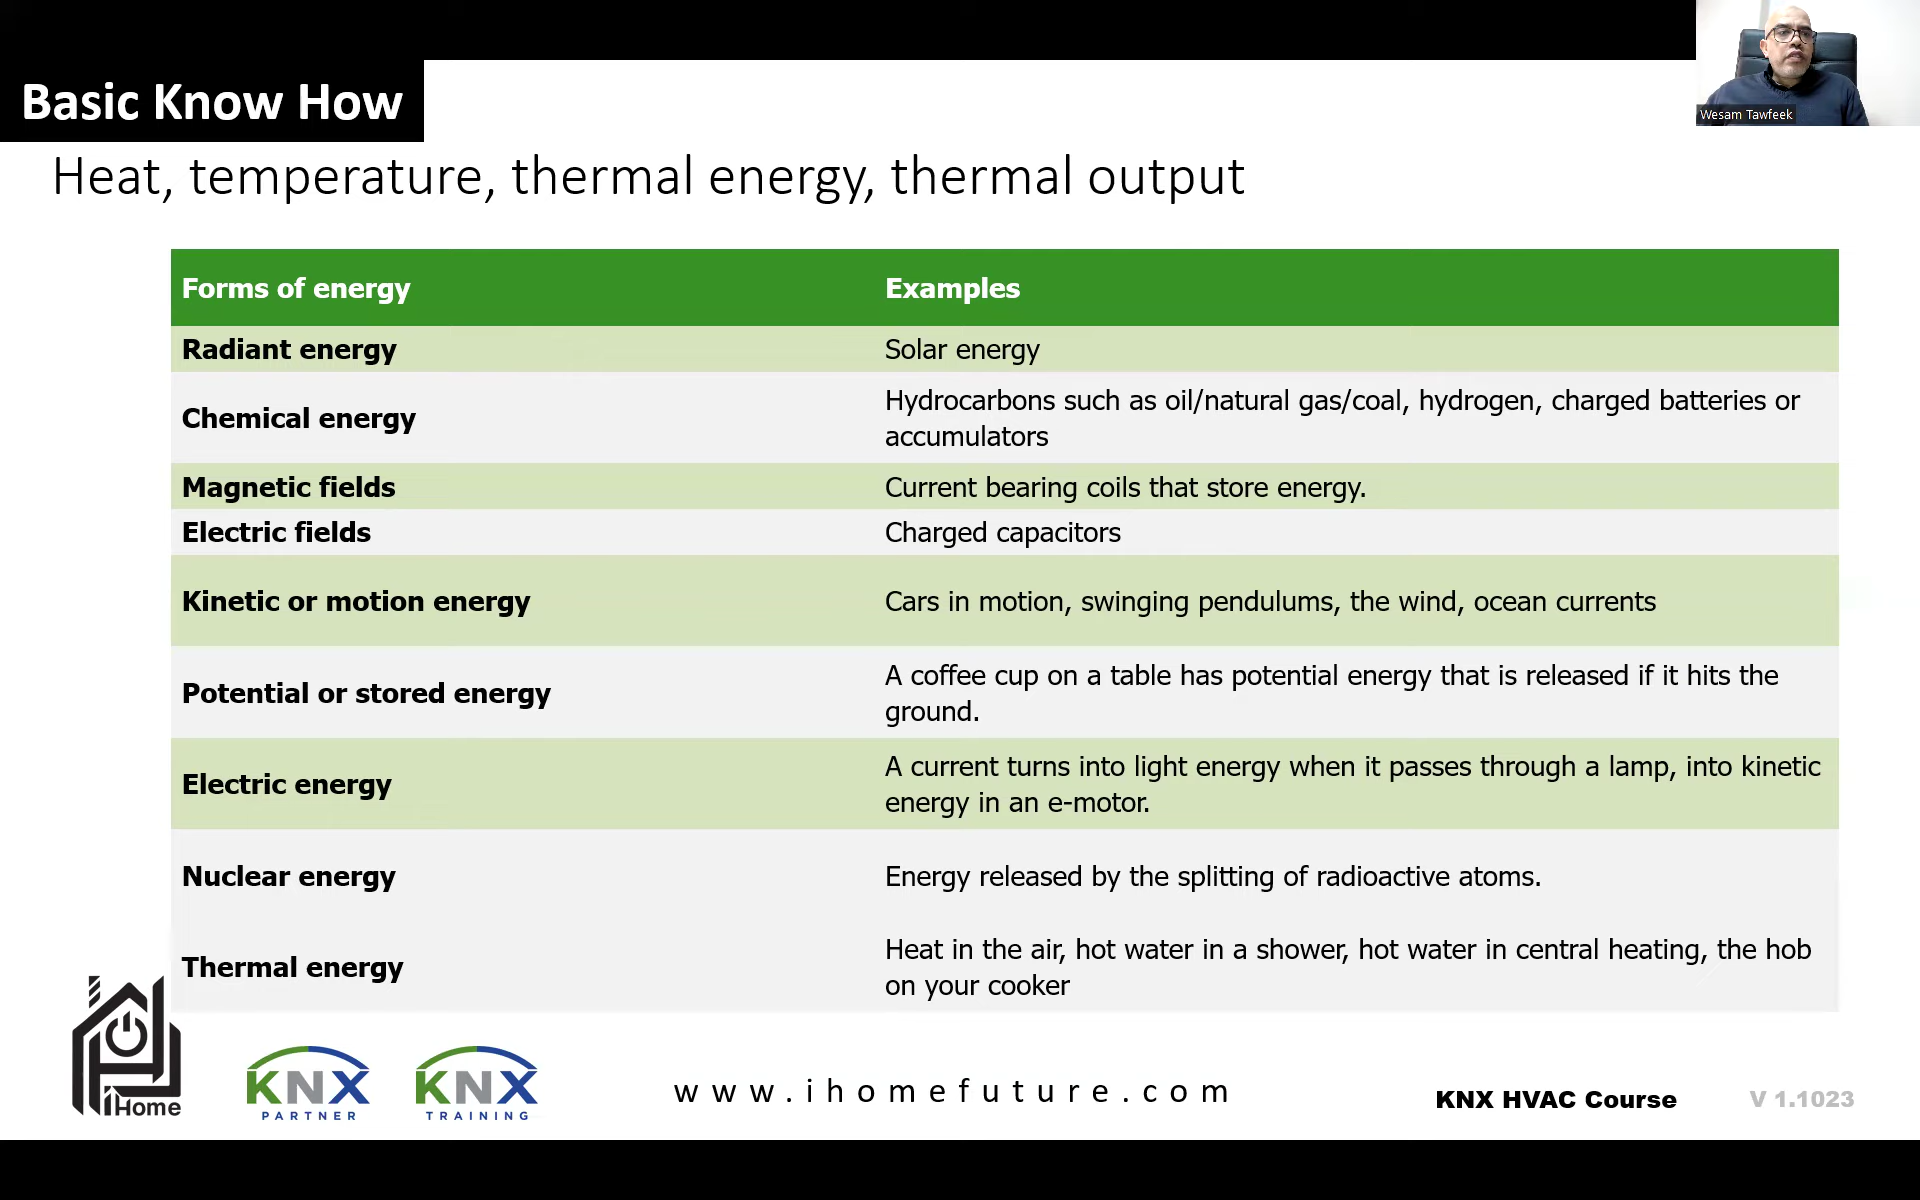 Basic Know How
Wesam Tawfeek
Heat, temperature, thermal energy, thermal output
Forms of energy
Examples
Radiant energy
Solar energy
Chemical energy
Hydrocarbons such as oil/natural gas/coal, hydrogen, charged batteries or
accumulators
Magnetic fields
Current bearing coils that store energy.
Electric fields
Charged capacitors
Kinetic or motion energy
Cars in motion, swinging pendulums, the wind, ocean currents
Potential or stored energy
A coffee cup on a table has potential energy that is released if it hits the
ground.
Electric energy
A current turns into light energy when it passes through a lamp, into kinetic
energy in an e-motor.
Nuclear energy
Energy released by the splitting of radioactive atoms.
Thermal energy
Heat in the air, hot water in a shower, hot water in central heating, the hob
on your cooker
iHome
KNX
PARTNER
KNX
TRAINING
www.ihomefuture.com
KNX HVAC Course
V 1.1023